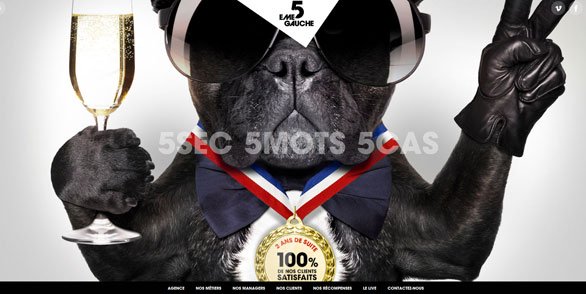 5
EME
GAUCHE
5SEC 5MOTS 5CAS
2 ANS DE SUITE
100%
DE NOS CLIENTS
SATISFAITS
AGENCE NOS MÉTIERS NOS MANAGERS NOS CLIENTS NOS RÉCOMPENSES LE LIVE CONTACTEZ-NOUS